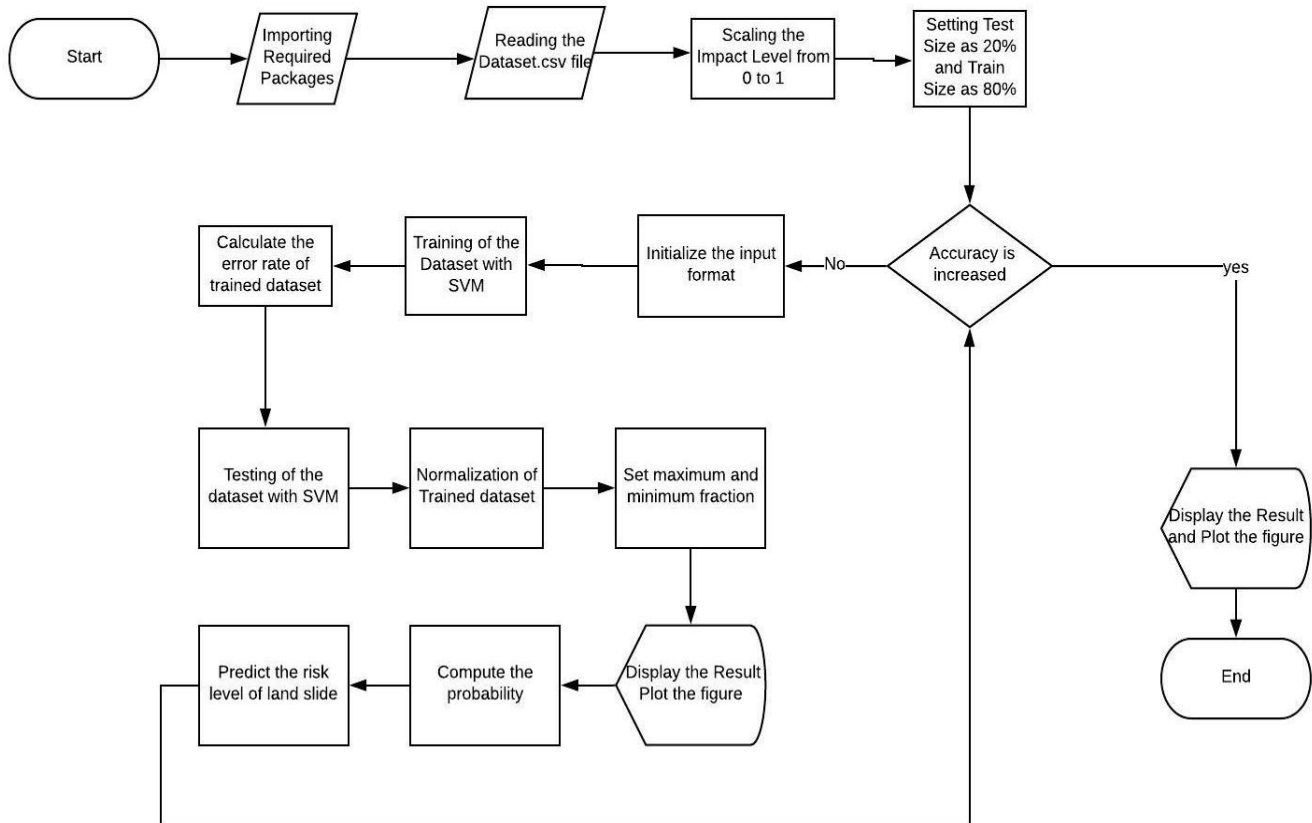 Start
Importing
Required
Packages
Reading the
Dataset.csv file
Scaling the
Impact Level from
0 to 1
Setting Test
Size as 20%
and Train
Size as 80%
Calculate the
error rate of
trained dataset
Training of the
Dataset with
SVM
Initialize the input
format
No
Accuracy is
increased
yes
Testing of the
dataset with SVM
Normalization of
Trained dataset
Set maximum and
minimum fraction
Display the Result
and Plot the figure
Predict the risk
level of land slide
Compute the
probability
Display the Result
Plot the figure
End